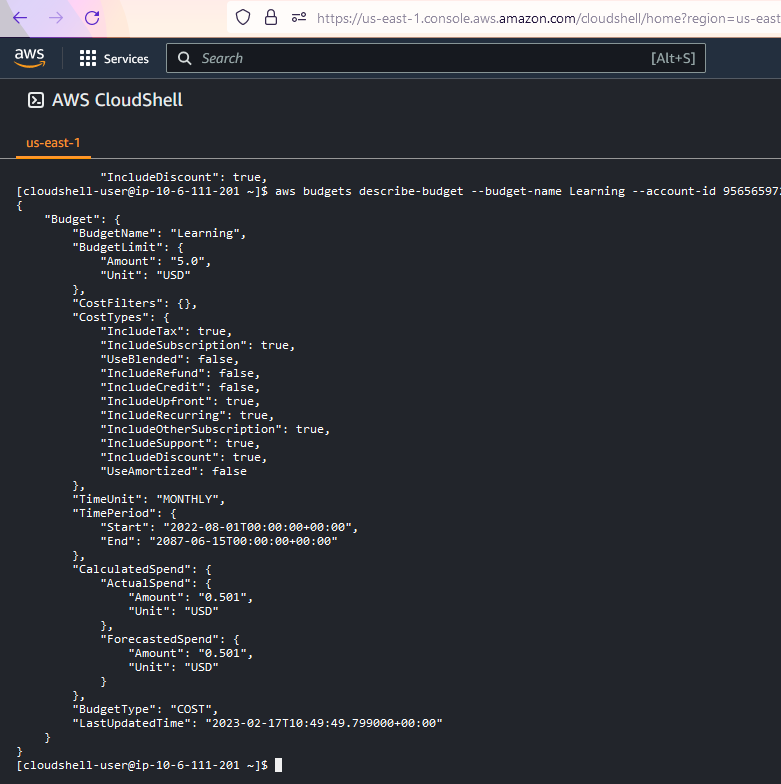 https://us-east-1.console.aws.amazon.com/cloudshell/home?region=us-east
aws Services Search [Alt+S]
AWS CloudShell
us-east-1
            "IncludeDiscount": true,
[cloudshell-user@ip-10-6-111-201 ~]$ aws budgets describe-budget --budget-name Learning --account-id 95656597
{
    "Budget": {
        "BudgetName": "Learning",
        "BudgetLimit": {
            "Amount": "5.0",
            "Unit": "USD"
        },
        "CostFilters": {},
        "CostTypes": {
            "IncludeTax": true,
            "IncludeSubscription": true,
            "UseBlended": false,
            "IncludeRefund": false,
            "IncludeCredit": false,
            "IncludeUpfront": true,
            "IncludeRecurring": true,
            "IncludeOtherSubscription": true,
            "IncludeSupport": true,
            "IncludeDiscount": true,
            "UseAmortized": false
        },
        "TimeUnit": "MONTHLY",
        "TimePeriod": {
            "Start": "2022-08-01T00:00:00+00:00",
            "End": "2087-06-15T00:00:00+00:00"
        },
        "CalculatedSpend": {
            "ActualSpend": {
                "Amount": "0.501",
                "Unit": "USD"
            },
            "ForecastedSpend": {
                "Amount": "0.501",
                "Unit": "USD"
            }
        },
        "BudgetType": "COST",
        "LastUpdatedTime": "2023-02-17T10:49:49.799000+00:00"
    }
}
[cloudshell-user@ip-10-6-111-201 ~]$